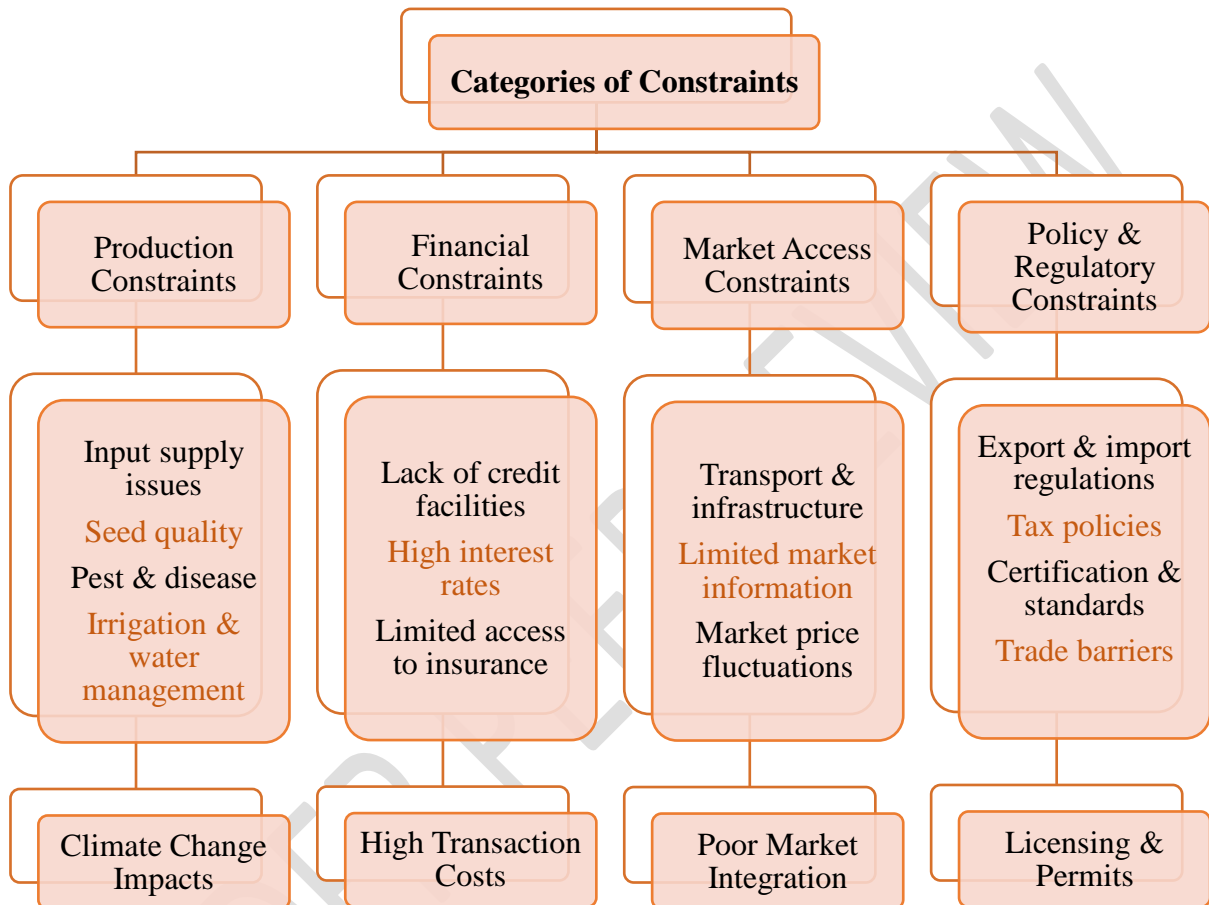 Categories of Constraints
Production
Constraints
Financial
Constraints
Market Access
Constraints
Policy &
Regulatory
Constraints
Input supply
issues
Seed quality
Pest & disease
Irrigation &
water
management
Lack of credit
facilities
High interest
rates
Limited access
to insurance
Transport &
infrastructure
Limited market
information
Market price
fluctuations
Export & import
regulations
Tax policies
Certification &
standards
Trade barriers
Climate Change
Impacts
High Transaction
Costs
Poor Market
Integration
Licensing &
Permits